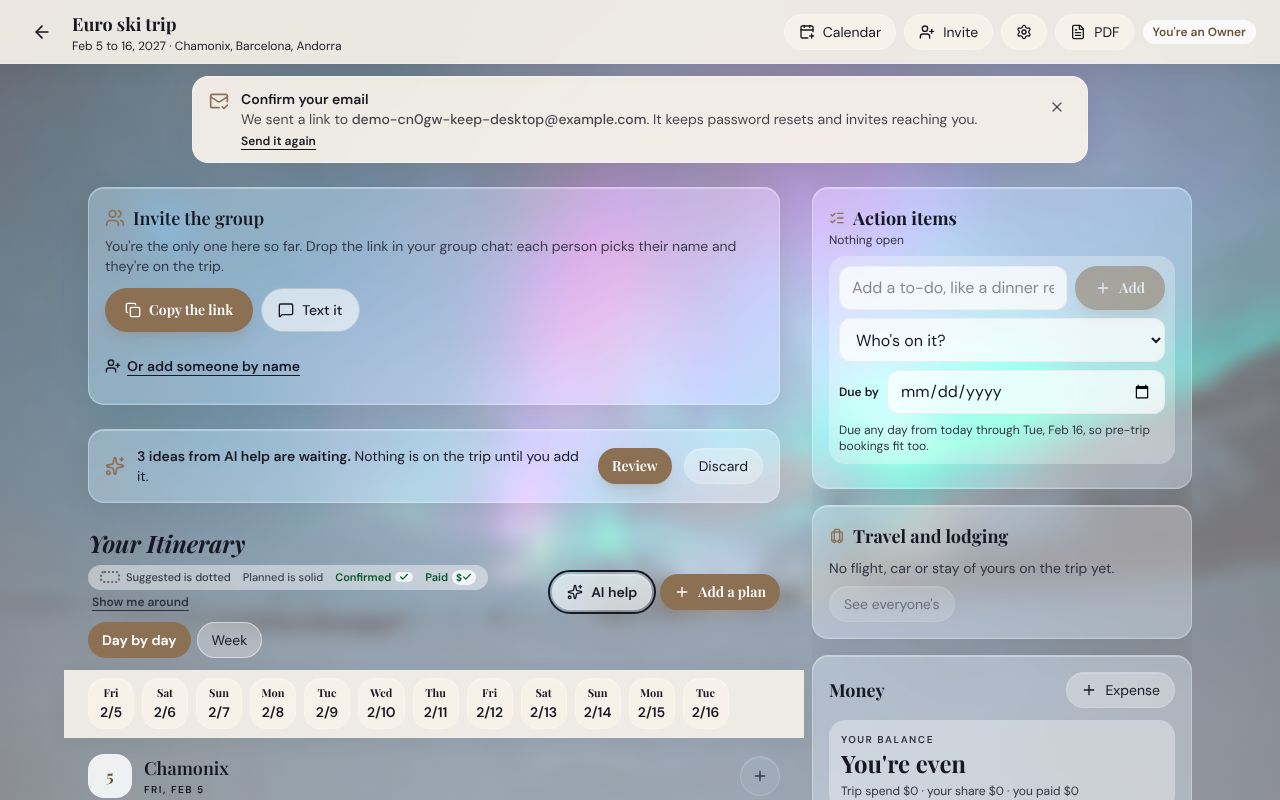 Euro ski trip
Feb 5 to 16, 2027 · Chamonix, Barcelona, Andorra
Calendar
Invite
PDF
You're an Owner
Confirm your email
We sent a link to demo-cn0gw-keep-desktop@example.com. It keeps password resets and invites reaching you.
Send it again
Invite the group
You're the only one here so far. Drop the link in your group chat: each person picks their name and
they're on the trip.
Copy the link
Text it
Or add someone by name
3 ideas from AI help are waiting. Nothing is on the trip until you add
it.
Review
Discard
Your Itinerary
Suggested is dotted
Planned is solid
Confirmed
Paid
$
Show me around
AI help
Add a plan
Day by day
Week
Fri
2/5
Sat
2/6
Sun
2/7
Mon
2/8
Tue
2/9
Wed
2/10
Thu
2/11
Fri
2/12
Sat
2/13
Sun
2/14
Mon
2/15
Tue
2/16
5
Chamonix
FRI, FEB 5
Action items
Nothing open
Add a to-do, like a dinner re
Add
Who's on it?
Due by
mm/dd/yyyy
Due any day from today through Tue, Feb 16, so pre-trip
bookings fit too.
Travel and lodging
No flight, car or stay of yours on the trip yet.
See everyone's
Money
Expense
YOUR BALANCE
You're even
Trip spend $0 · your share $0 · you paid $0